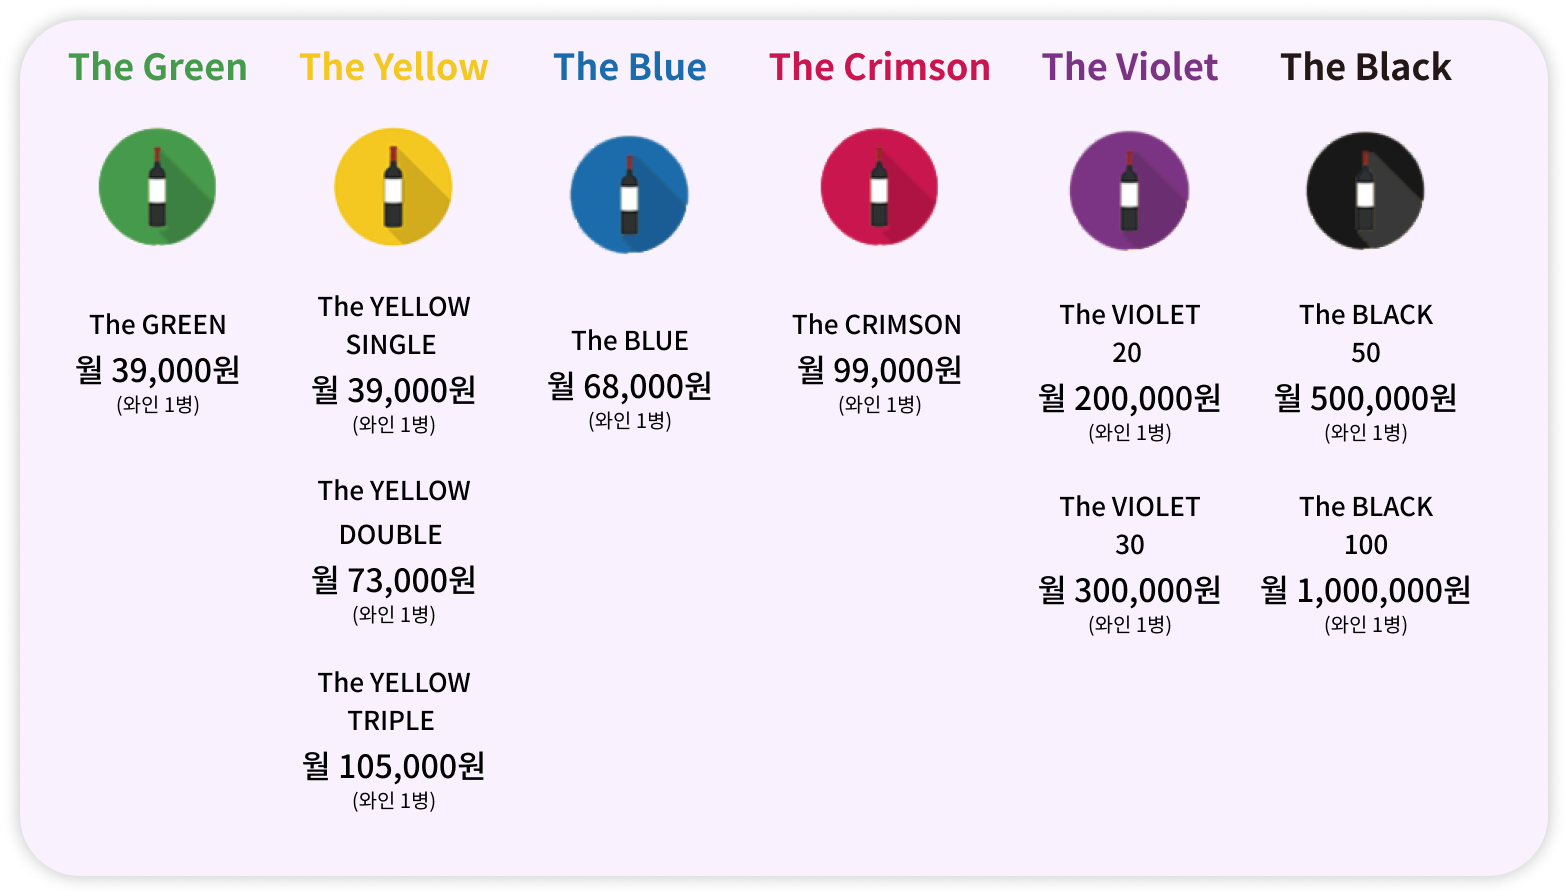 The Green
The GREEN
월 39,000원
(와인 1병)
The Yellow
The YELLOW
SINGLE
월 39,000원
(와인 1병)
The YELLOW
DOUBLE
월 73,000원
(와인 1병)
The YELLOW
TRIPLE
월 105,000원
(와인 1병)
The Blue
The BLUE
월 68,000원
(와인 1병)
The Crimson
The CRIMSON
월 99,000원
(와인 1병)
The Violet
The VIOLET
20
월 200,000원
(와인 1병)
The VIOLET
30
월 300,000원
(와인 1병)
The Black
The BLACK
50
월 500,000원
(와인 1병)
The BLACK
100
월 1,000,000원
(와인 1병)